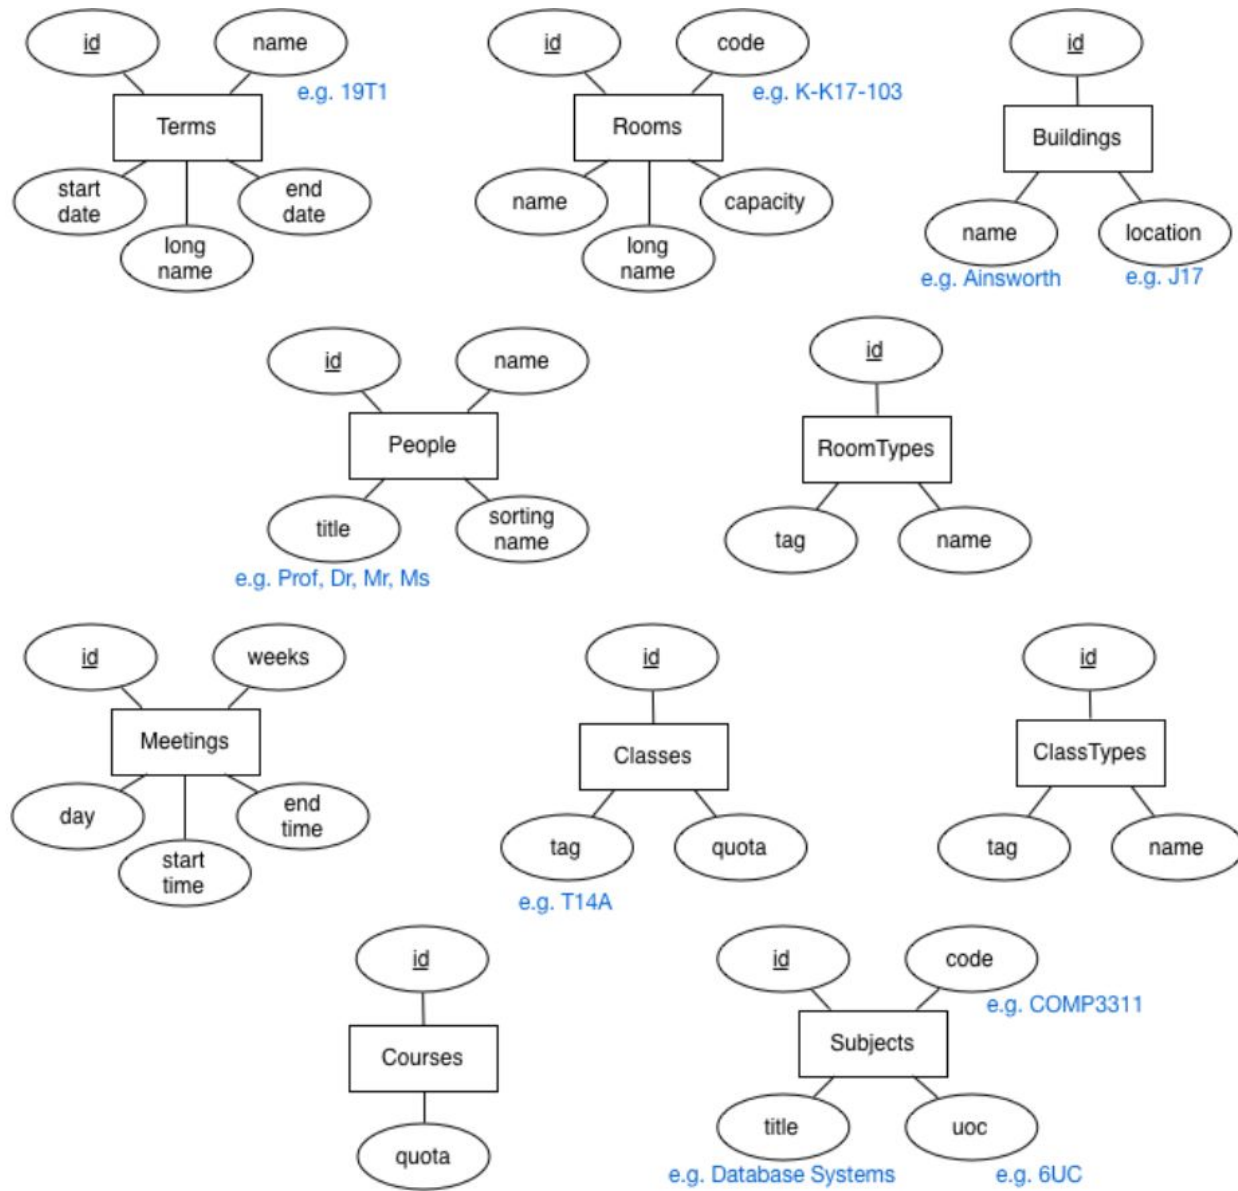 id
name
e.g. 19T1
Terms
start
date
long
name
end
date
id
code
e.g. K-K17-103
Rooms
name
long
name
capacity
id
Buildings
name
e.g. Ainsworth
location
e.g. J17
id
name
People
title
e.g. Prof, Dr, Mr, Ms
sorting
name
id
RoomTypes
tag
name
id
weeks
Meetings
day
start
time
end
time
id
Classes
tag
e.g. T14A
quota
id
ClassTypes
tag
name
id
Courses
quota
id
code
e.g. COMP3311
Subjects
title
e.g. Database Systems
uoc
e.g. 6UC